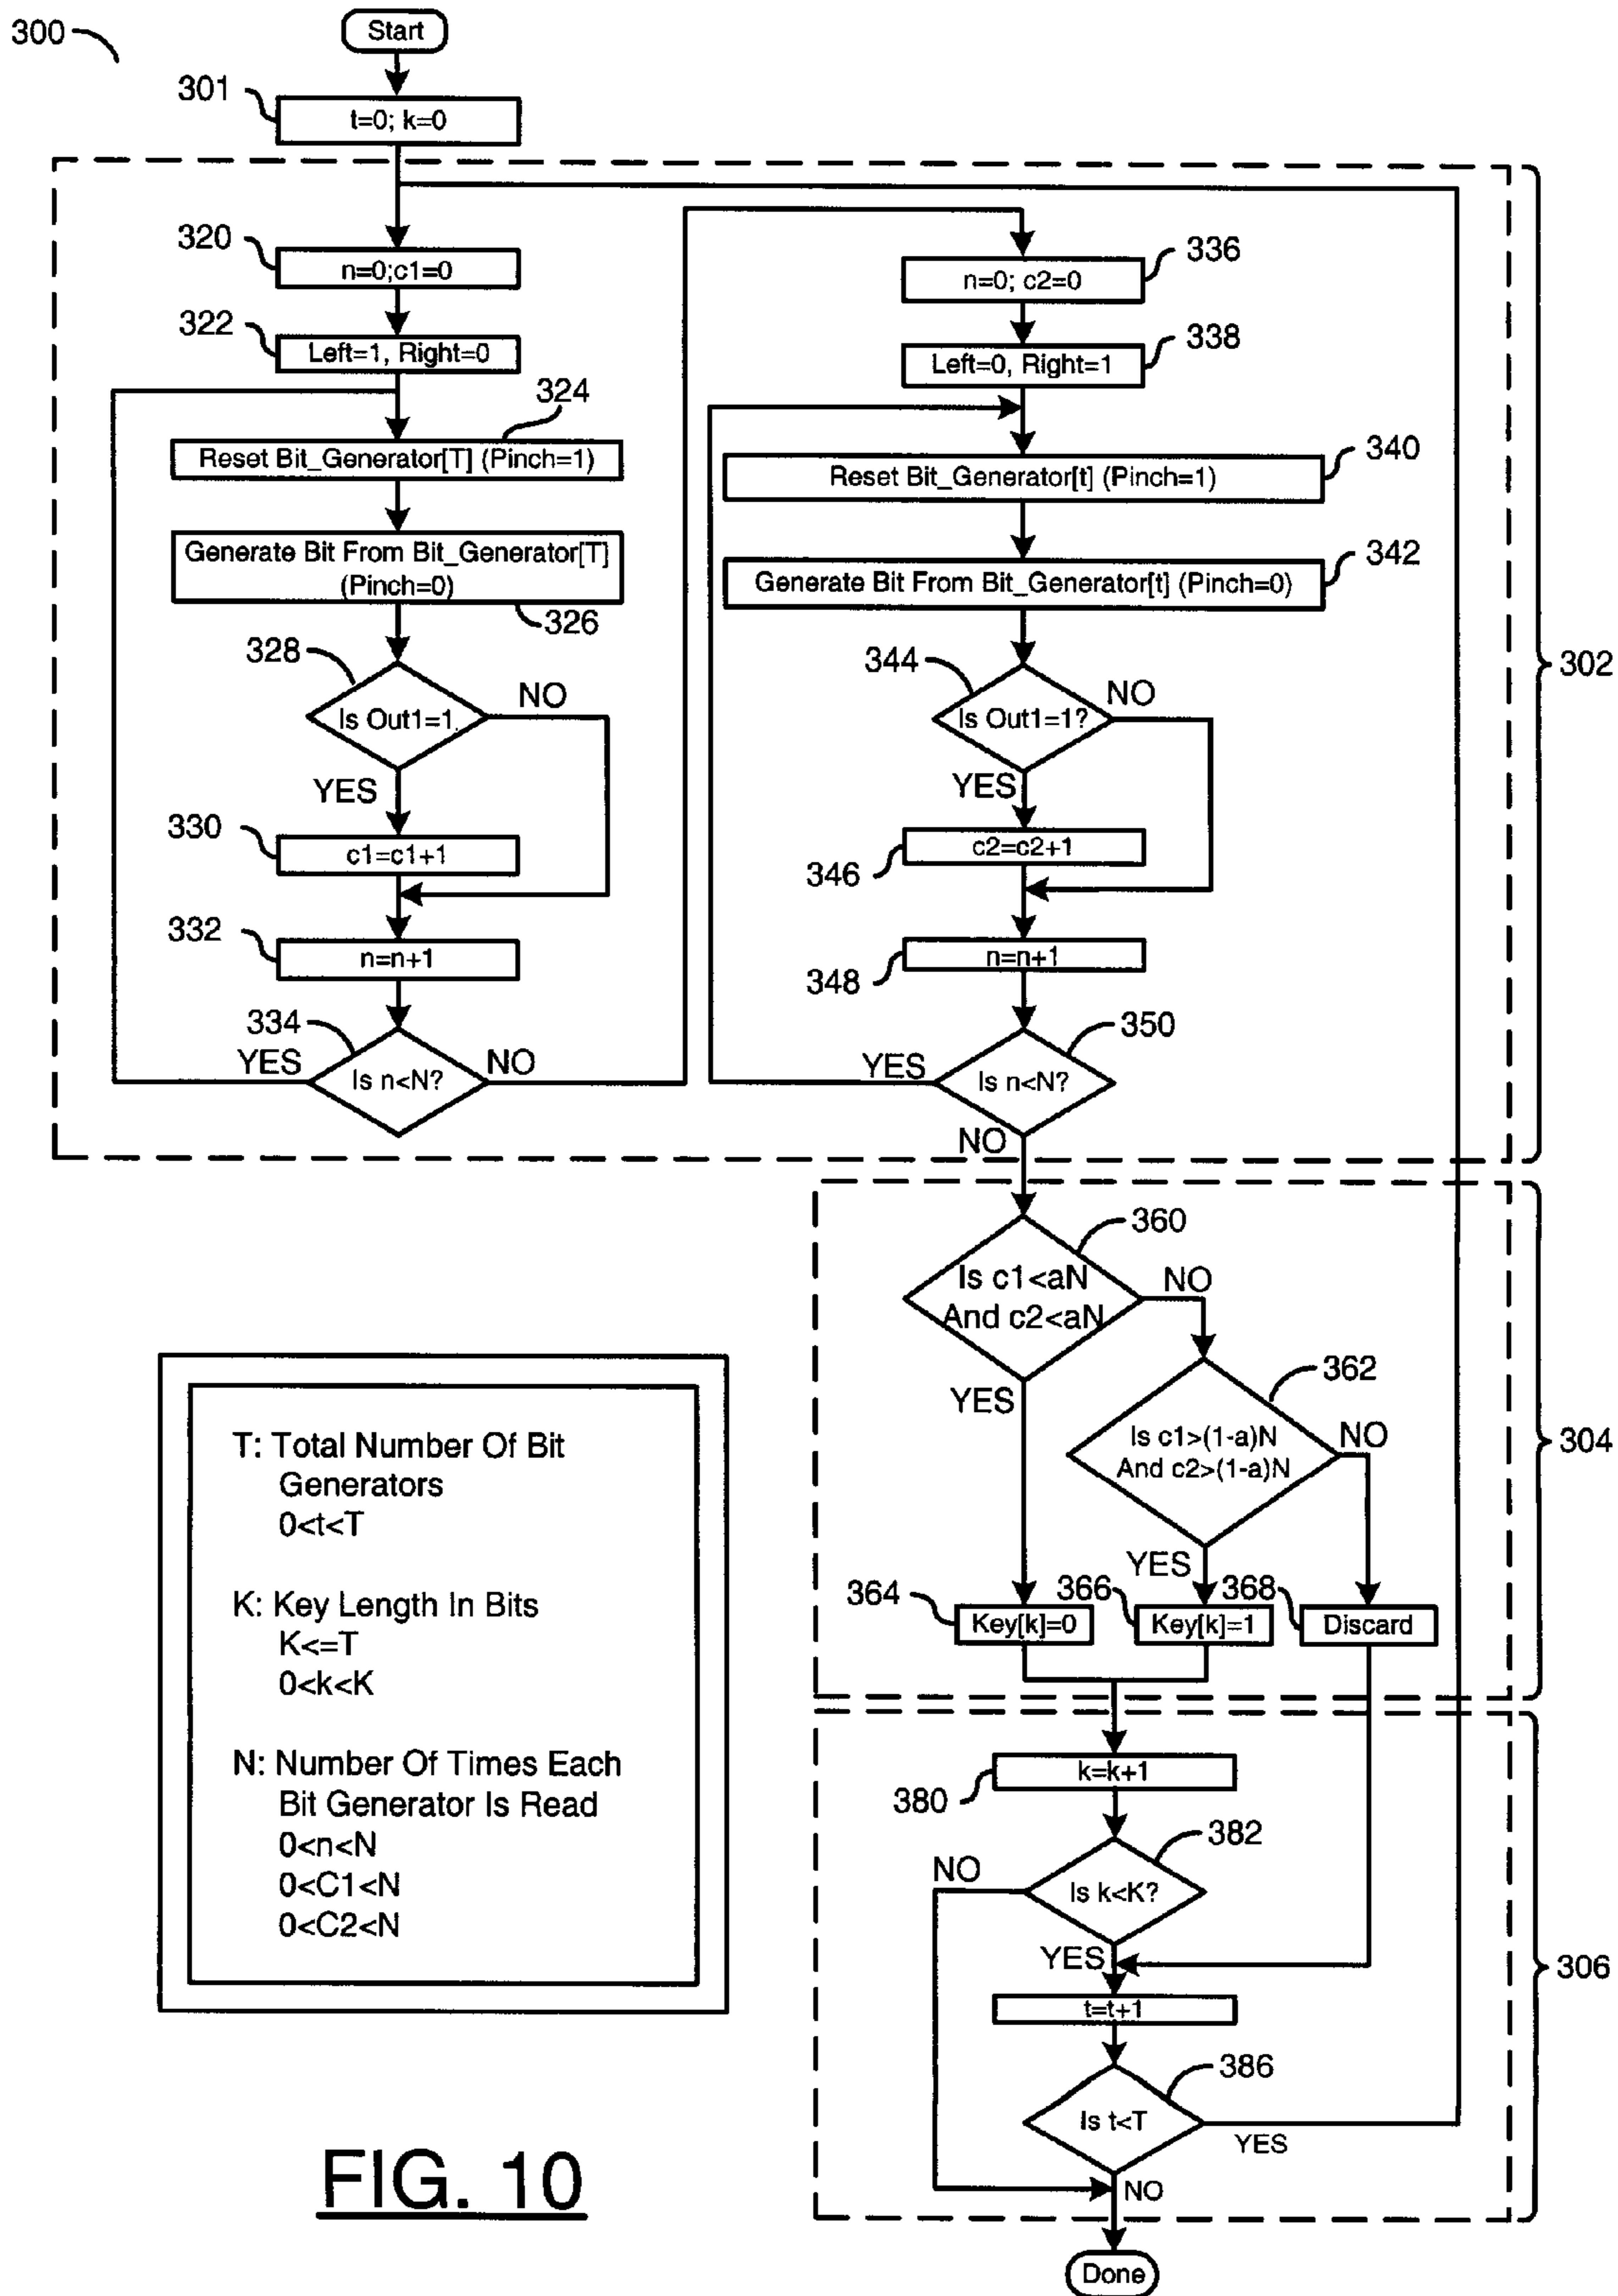 300
Start
301
t=0; k=0
302
320
n=0;c1=0
322
Left=1, Right=0
324
Reset Bit_Generator[T] (Pinch=1)
Generate Bit From Bit_Generator[T]
(Pinch=0)
326
328
Is Out1=1.
NO
YES
330
c1=c1+1
332
n=n+1
334
YES
Is n<N?
NO
336
n=0; c2=0
338
Left=0, Right=1
340
Reset Bit_Generator[t] (Pinch=1)
342
Generate Bit From Bit_Generator[t] (Pinch=0)
344
Is Out1=1?
NO
YES
346
c2=c2+1
348
n=n+1
350
YES
Is n<N?
NO
304
360
Is c1<aN
And c2<aN
NO
YES
362
Is c1>(1-a)N
And c2>(1-a)N
NO
YES
364
Key[k]=0
366
Key[k]=1
368
Discard
306
380
k=k+1
382
NO
Is k<K?
YES
t=t+1
386
Is t<T
YES
NO
Done
T: Total Number Of Bit
Generators
0<t<T
K: Key Length In Bits
K<=T
0<k<K
N: Number Of Times Each
Bit Generator Is Read
0<n<N
0<C1<N
0<C2<N
FIG. 10